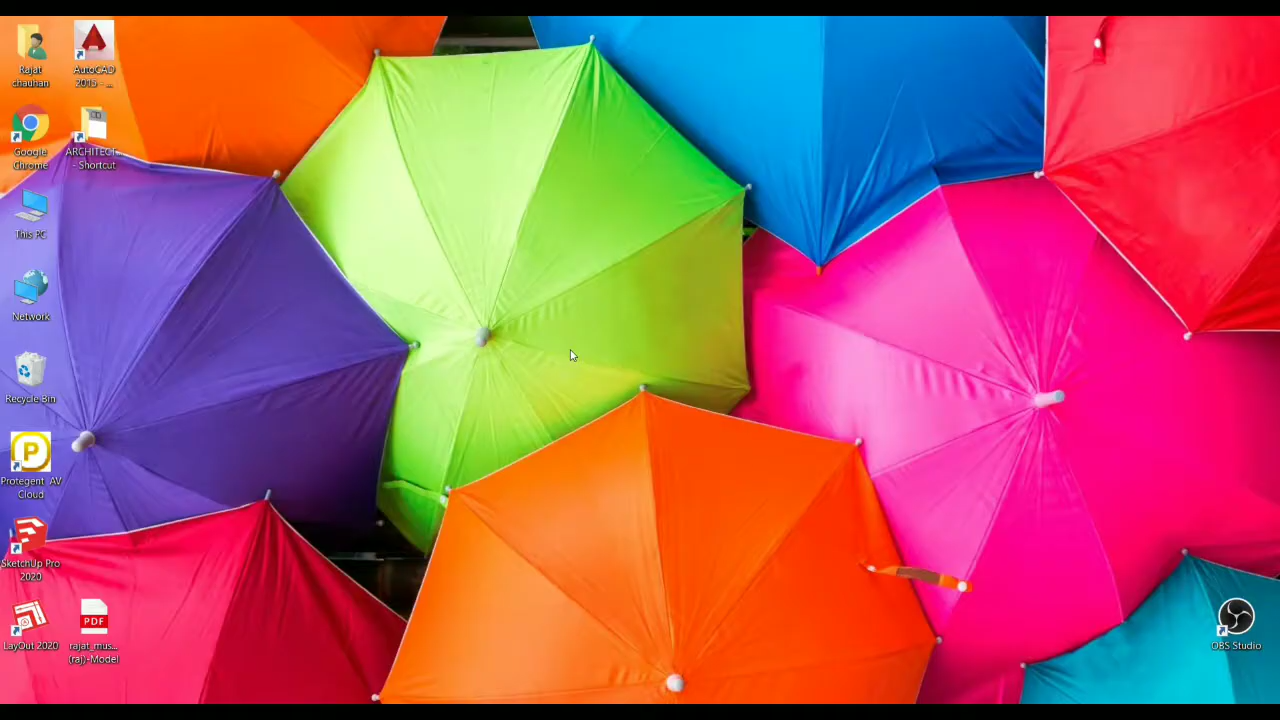 Rajat
chauhan
AutoCAD
2015 - ...
Google
Chrome
ARCHITECT...
- Shortcut
This PC
Network
Recycle Bin
P
Protegent AV
Cloud
SketchUp Pro
2020
LayOut 2020
PDF
rajat_mus...
(raj)-Model
OBS Studio